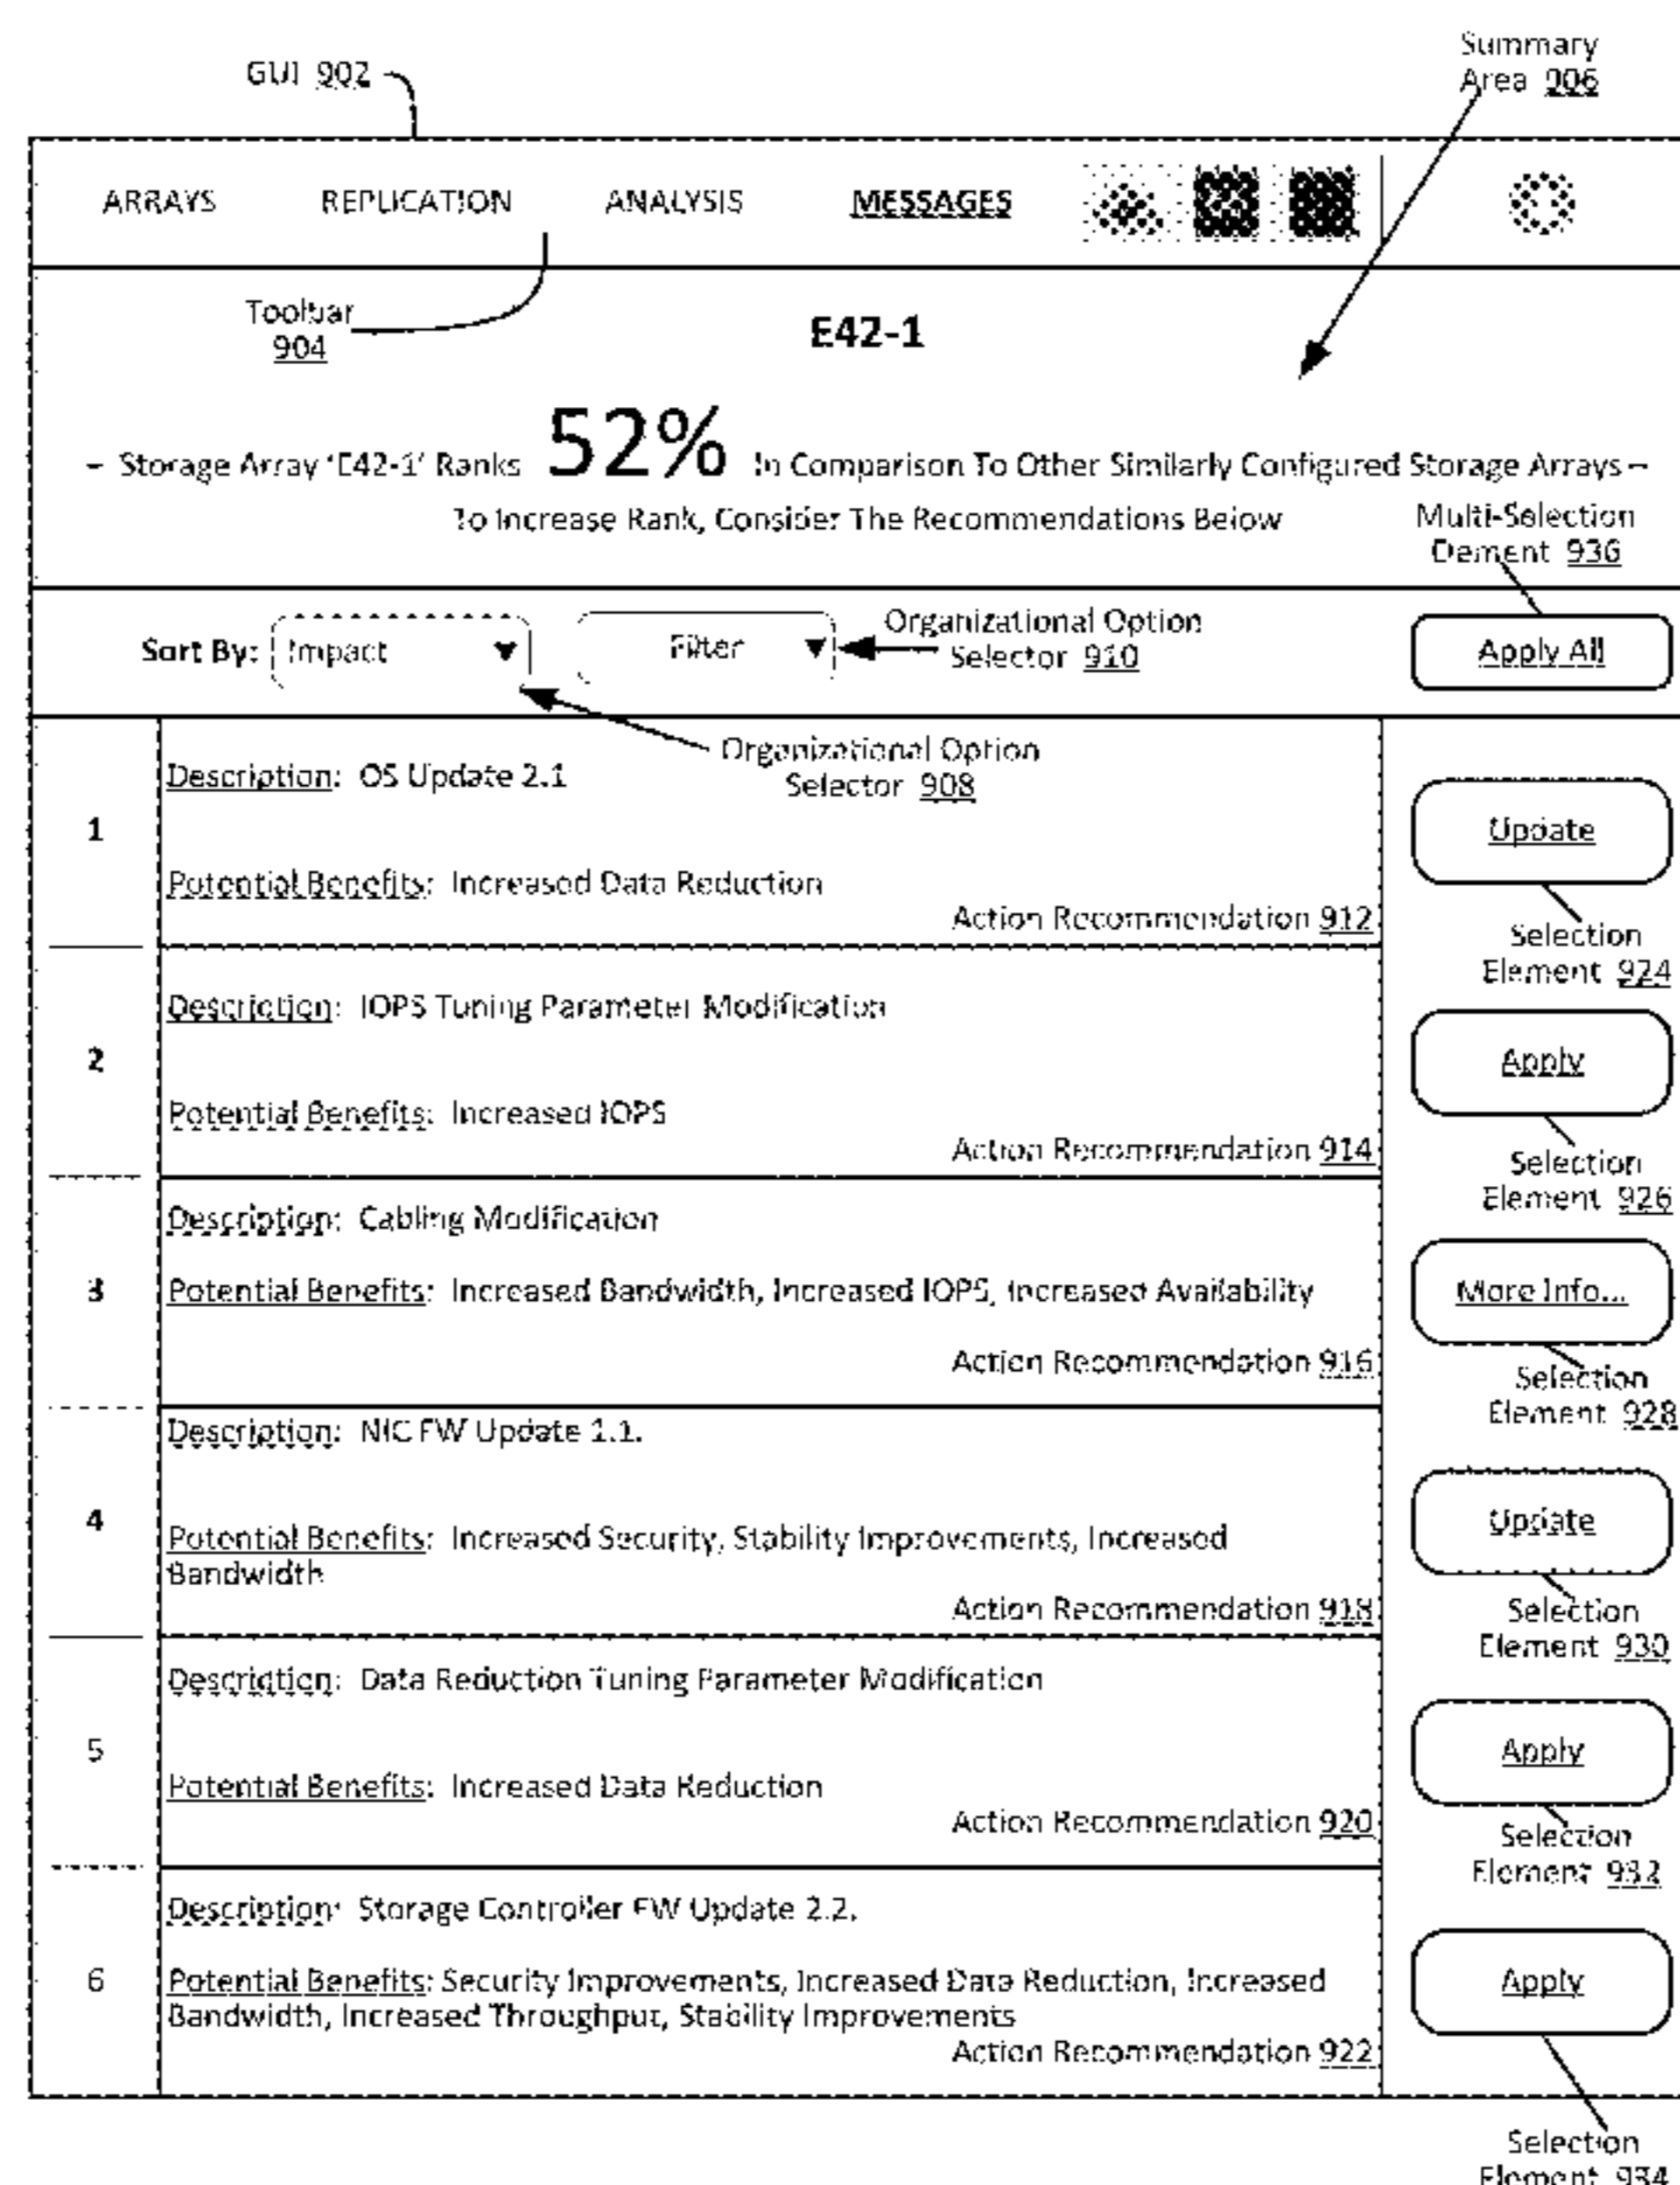 GUI 902
Summary
Area 906
ARRAYS REPLICATION ANALYSIS MESSAGES
Toolbar
904
E42-1
– Storage Array 'E42-1' Ranks 52% In Comparison To Other Similarly Configured Storage Arrays –
To Increase Rank, Consider The Recommendations Below
Multi-Selection
Element 936
Sort By: Impact ▼ Filter ▼
Organizational Option
Selector 910
Apply All
Organizational Option
Selector 908
1
Description: OS Update 2.1
Potential Benefits: Increased Data Reduction
Action Recommendation 912
Update
Selection
Element 924
2
Description: IOPS Tuning Parameter Modification
Potential Benefits: Increased IOPS
Action Recommendation 914
Apply
Selection
Element 926
3
Description: Cabling Modification
Potential Benefits: Increased Bandwidth, Increased IOPS, Increased Availability
Action Recommendation 916
More Info...
Selection
Element 928
4
Description: NIC FW Update 1.1.
Potential Benefits: Increased Security, Stability Improvements, Increased
Bandwidth
Action Recommendation 918
Update
Selection
Element 930
5
Description: Data Reduction Tuning Parameter Modification
Potential Benefits: Increased Data Reduction
Action Recommendation 920
Apply
Selection
Element 932
6
Description: Storage Controller FW Update 2.2.
Potential Benefits: Security Improvements, Increased Data Reduction, Increased
Bandwidth, Increased Throughput, Stability Improvements
Action Recommendation 922
Apply
Selection
Element 934